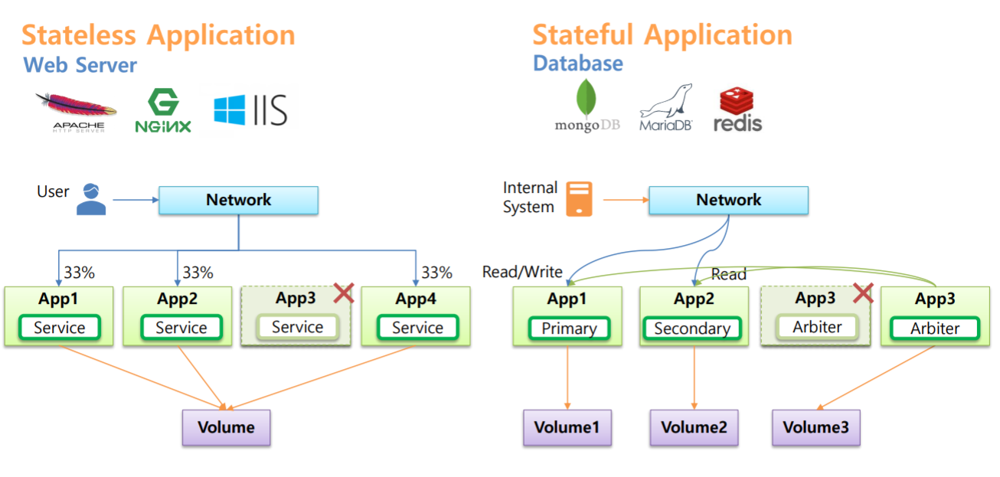 Stateless Application
Web Server
APACHE
HTTP SERVER
NGINX
IIS
User
Network
33%
33%
33%
App1
Service
App2
Service
App3
Service
App4
Service
Volume
Stateful Application
Database
mongoDB
MariaDB
redis
Internal
System
Network
Read/Write
Read
App1
Primary
App2
Secondary
App3
Arbiter
App3
Arbiter
Volume1
Volume2
Volume3